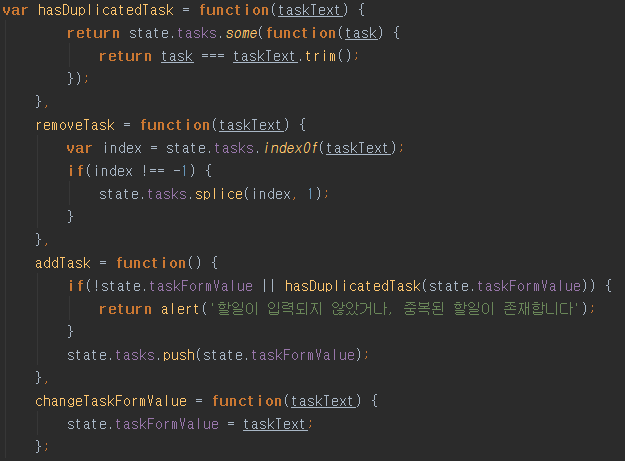 var hasDuplicatedTask = function(taskText) {
        return state.tasks.some(function(task) {
            return task === taskText.trim();
        });
    },
    removeTask = function(taskText) {
        var index = state.tasks.indexOf(taskText);
        if(index !== -1) {
            state.tasks.splice(index, 1);
        }
    },
    addTask = function() {
        if(!state.taskFormValue || hasDuplicatedTask(state.taskFormValue)) {
            return alert('할일이 입력되지 않았거나, 중복된 할일이 존재합니다');
        }
        state.tasks.push(state.taskFormValue);
    },
    changeTaskFormValue = function(taskText) {
        state.taskFormValue = taskText;
    };